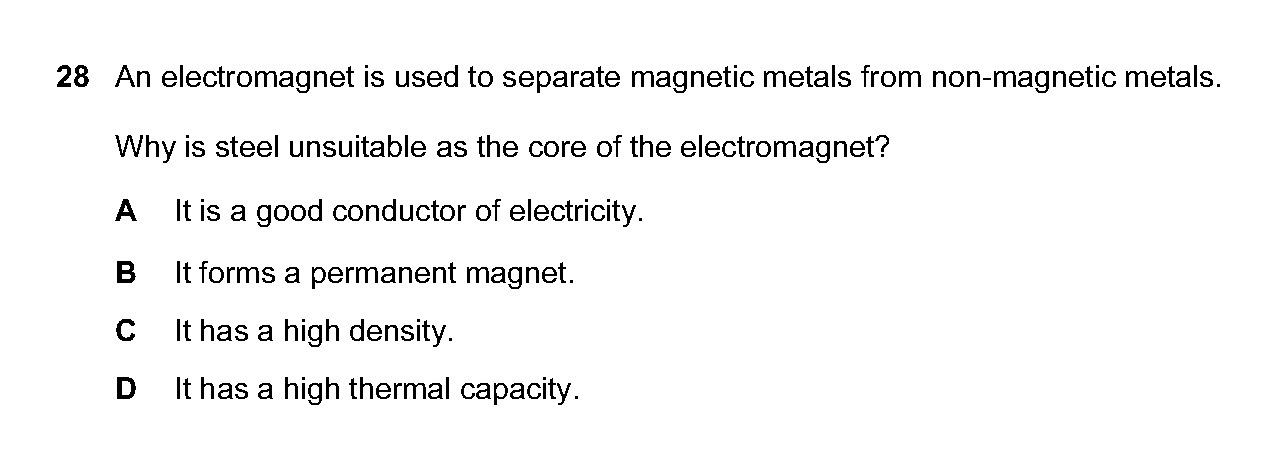 28 An electromagnet is used to separate magnetic metals from non-magnetic metals.
Why is steel unsuitable as the core of the electromagnet?
A It is a good conductor of electricity.
B It forms a permanent magnet.
C It has a high density.
D It has a high thermal capacity.